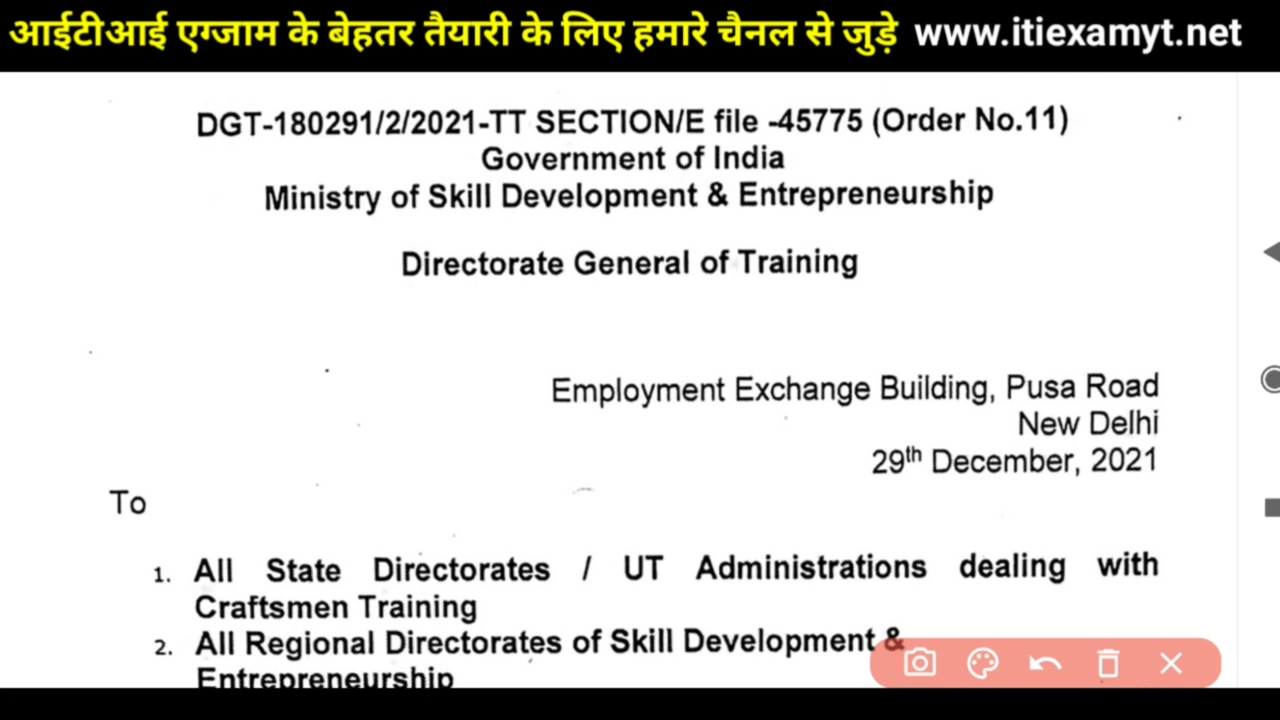 आईटीआई एग्जाम के बेहतर तैयारी के लिए हमारे चैनल से जुड़े www.itiexamyt.net
DGT-180291/2/2021-TT SECTION/E file -45775 (Order No.11)
Government of India
Ministry of Skill Development & Entrepreneurship
Directorate General of Training
Employment Exchange Building, Pusa Road
New Delhi
29th December, 2021
To
1. All State Directorates / UT Administrations dealing with
Craftsmen Training
2. All Regional Directorates of Skill Development &
Entrepreneurship